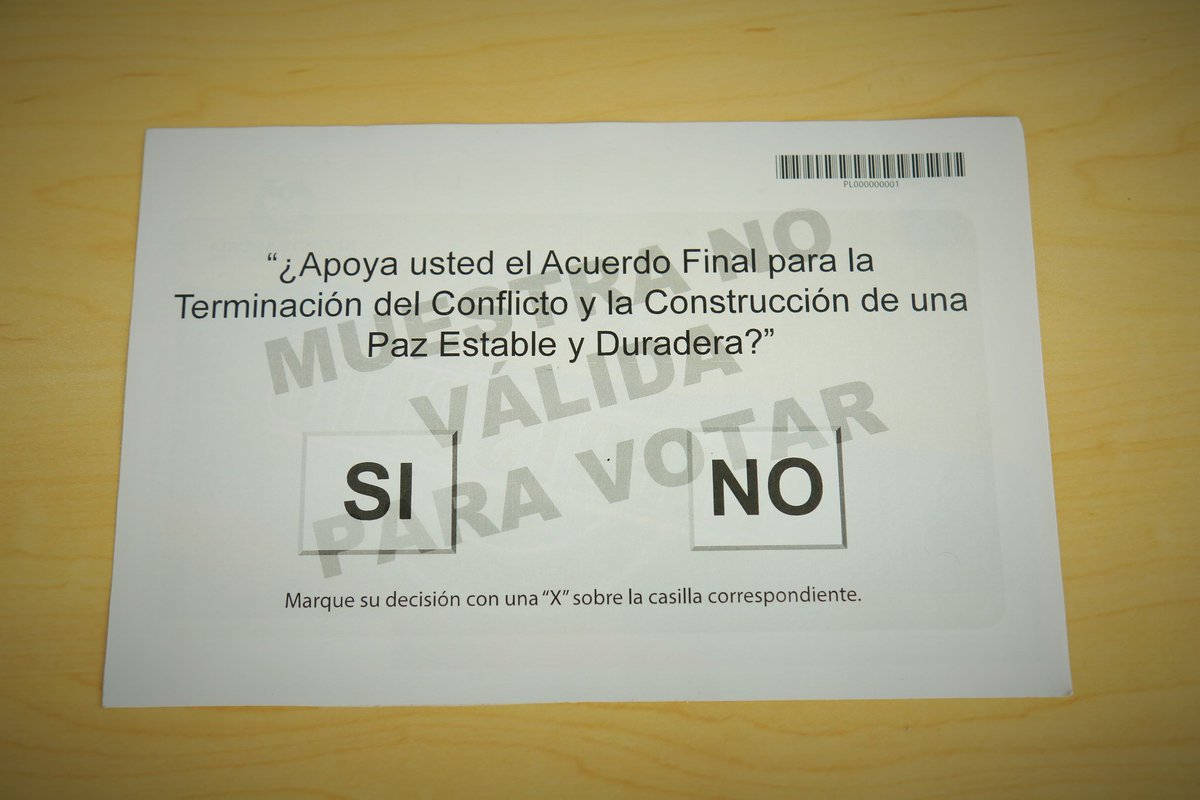 PL000000001
“¿Apoya usted el Acuerdo Final para la
Terminación del Conflicto y la Construcción de una
Paz Estable y Duradera?”
MUESTRA NO
VÁLIDA
PARA VOTAR
SI
NO
Marque su decisión con una “X” sobre la casilla correspondiente.